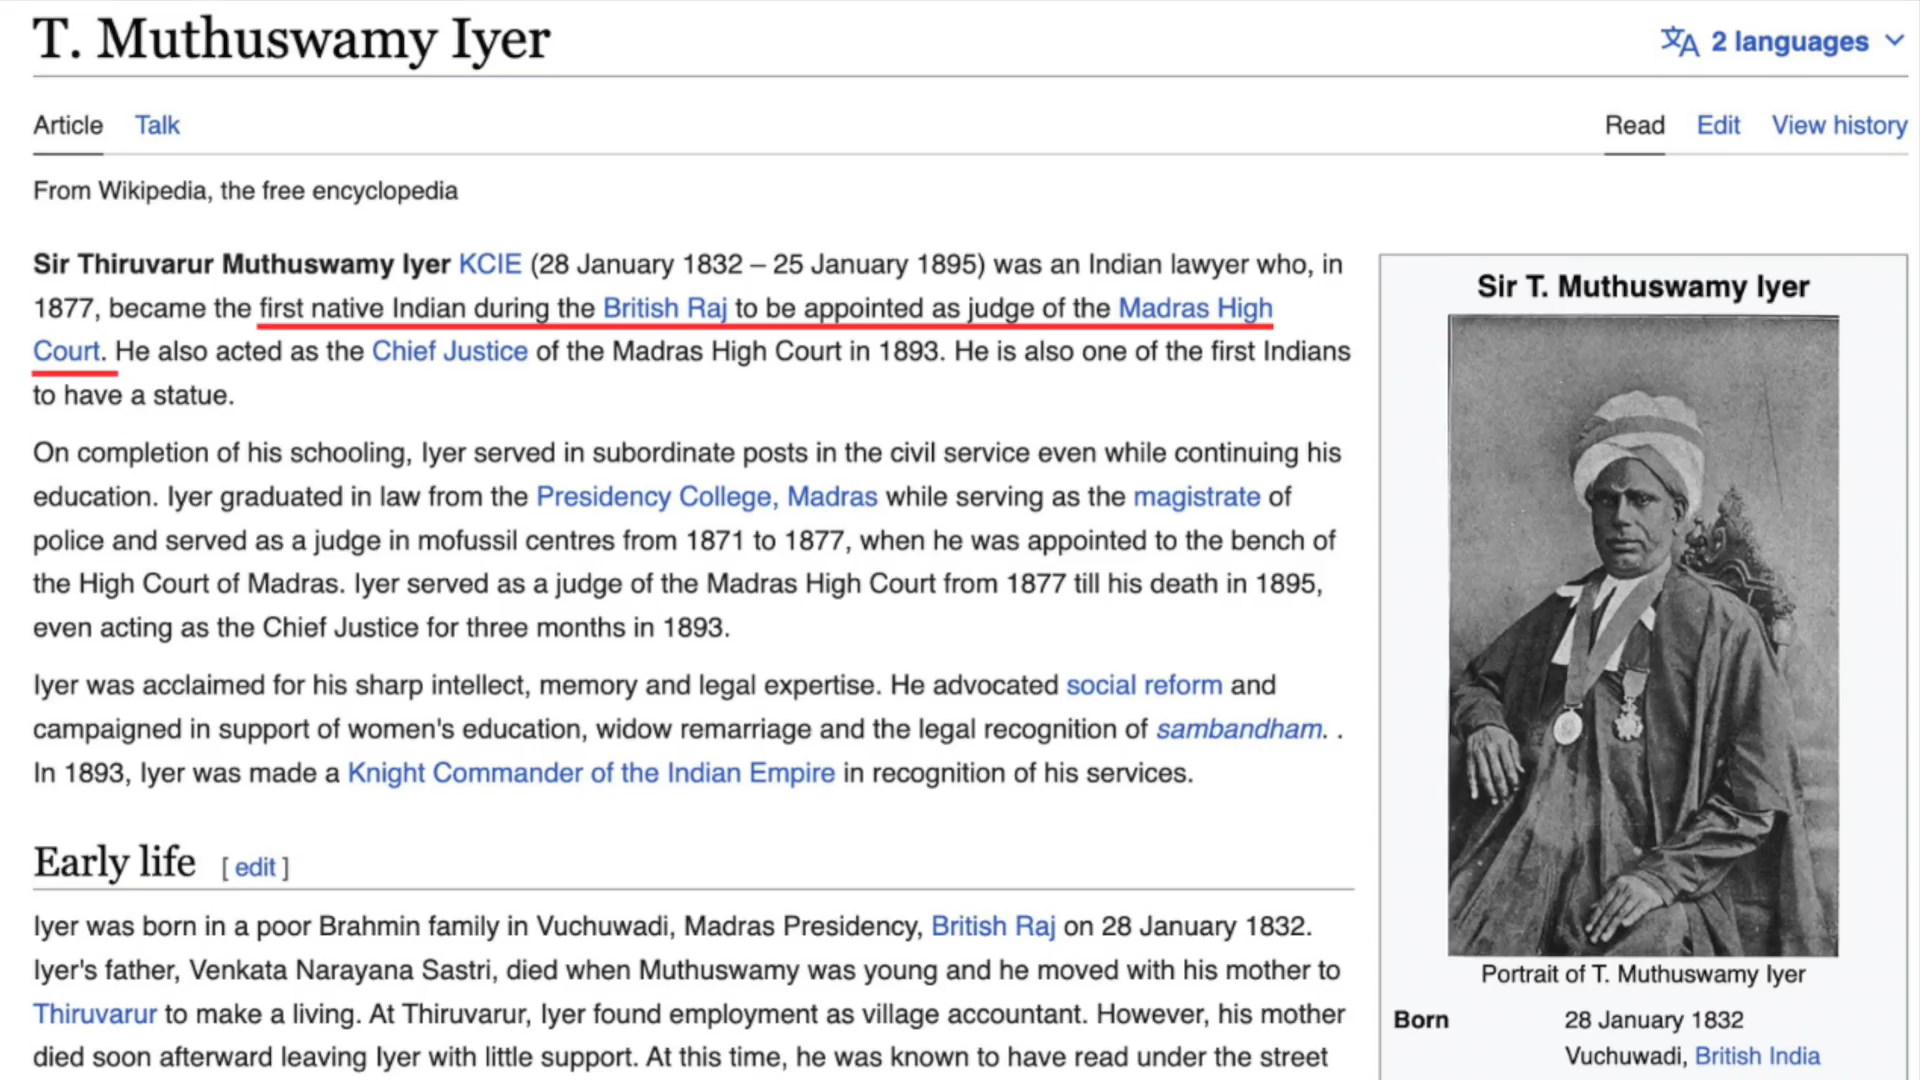 T. Muthuswamy Iyer
2 languages
Article Talk
Read Edit View history
From Wikipedia, the free encyclopedia
Sir Thiruvarur Muthuswamy Iyer KCIE (28 January 1832 – 25 January 1895) was an Indian lawyer who, in
1877, became the first native Indian during the British Raj to be appointed as judge of the Madras High
Court. He also acted as the Chief Justice of the Madras High Court in 1893. He is also one of the first Indians
to have a statue.
On completion of his schooling, Iyer served in subordinate posts in the civil service even while continuing his
education. Iyer graduated in law from the Presidency College, Madras while serving as the magistrate of
police and served as a judge in mofussil centres from 1871 to 1877, when he was appointed to the bench of
the High Court of Madras. Iyer served as a judge of the Madras High Court from 1877 till his death in 1895,
even acting as the Chief Justice for three months in 1893.
Iyer was acclaimed for his sharp intellect, memory and legal expertise. He advocated social reform and
campaigned in support of women's education, widow remarriage and the legal recognition of sambandham. .
In 1893, Iyer was made a Knight Commander of the Indian Empire in recognition of his services.
Early life [ edit ]
Iyer was born in a poor Brahmin family in Vuchuwadi, Madras Presidency, British Raj on 28 January 1832.
Iyer's father, Venkata Narayana Sastri, died when Muthuswamy was young and he moved with his mother to
Thiruvarur to make a living. At Thiruvarur, Iyer found employment as village accountant. However, his mother
died soon afterward leaving Iyer with little support. At this time, he was known to have read under the street
Sir T. Muthuswamy Iyer
Portrait of T. Muthuswamy Iyer
Born 28 January 1832
Vuchuwadi, British India